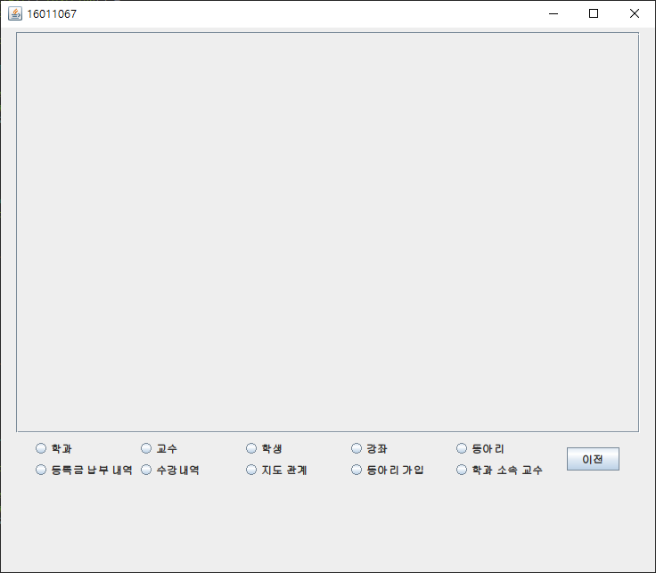 16011067
학과 교수 학생 강좌 동아리
등록금 납부 내역 수강내역 지도 관계 동아리 가입 학과 소속 교수
이전